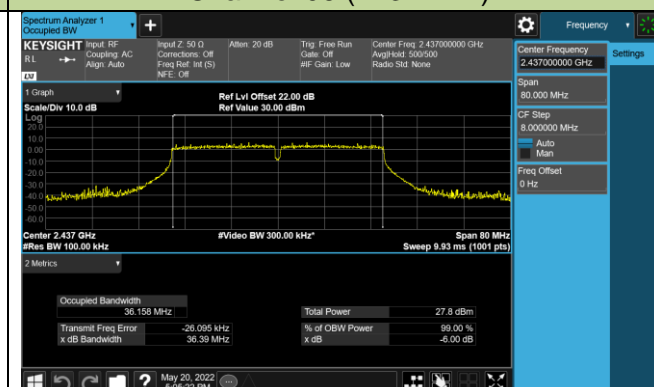 Spectrum Analyzer 1
Occupied BW
+
Frequency
KEYSIGHT
R L
LXI
Input: RF
Coupling: AC
Align: Auto
Input Z: 50 Ω
Corrections: Off
Freq Ref: Int (S)
NFE: Off
Atten: 20 dB
Trig: Free Run
Gate: Off
#IF Gain: Low
Center Freq: 2.437000000 GHz
Avg|Hold: 500/500
Radio Std: None
Center Frequency
2.437000000 GHz
Settings
Span
80.000 MHz
CF Step
8.000000 MHz
Auto
Man
Freq Offset
0 Hz
1 Graph
Scale/Div 10.0 dB
Ref Lvl Offset 22.00 dB
Ref Value 30.00 dBm
Log
20.0
10.0
0.00
-10.0
-20.0
-30.0
-40.0
-50.0
-60.0
Center 2.437 GHz
#Video BW 300.00 kHz*
Span 80 MHz
#Res BW 100.00 kHz
Sweep 9.93 ms (1001 pts)
2 Metrics
Occupied Bandwidth
36.158 MHz
Total Power 27.8 dBm
Transmit Freq Error -26.095 kHz
% of OBW Power 99.00 %
x dB Bandwidth 36.39 MHz
x dB -6.00 dB
?
May 20, 2022